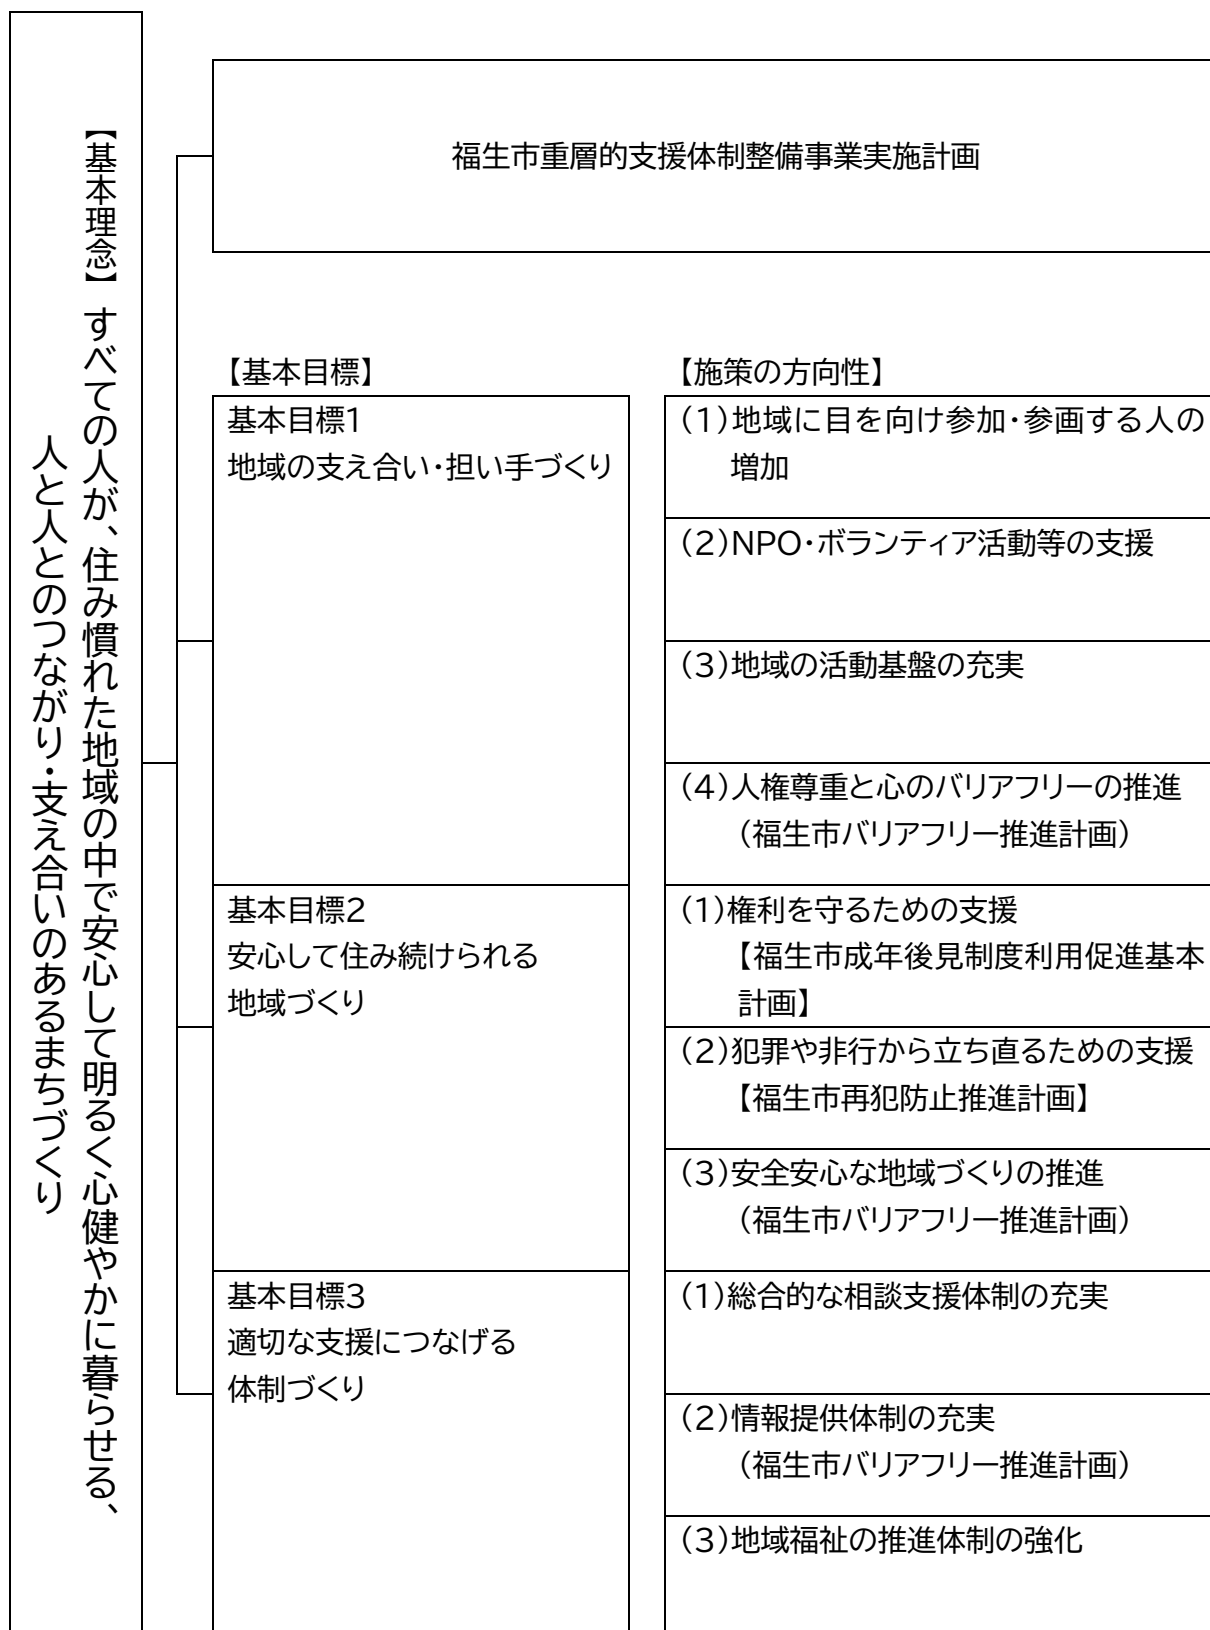 【基本理念】 すべての人が、住み慣れた地域の中で安心して明るく心健やかに暮らせる、
人と人とのつながり・支え合いのあるまちづくり
福生市重層的支援体制整備事業実施計画
【基本目標】
基本目標1
地域の支え合い・担い手づくり
基本目標2
安心して住み続けられる
地域づくり
基本目標3
適切な支援につなげる
体制づくり
【施策の方向性】
(1)地域に目を向け参加・参画する人の
増加
(2)NPO・ボランティア活動等の支援
(3)地域の活動基盤の充実
(4)人権尊重と心のバリアフリーの推進
(福生市バリアフリー推進計画)
(1)権利を守るための支援
【福生市成年後見制度利用促進基本
計画】
(2)犯罪や非行から立ち直るための支援
【福生市再犯防止推進計画】
(3)安全安心な地域づくりの推進
(福生市バリアフリー推進計画)
(1)総合的な相談支援体制の充実
(2)情報提供体制の充実
(福生市バリアフリー推進計画)
(3)地域福祉の推進体制の強化